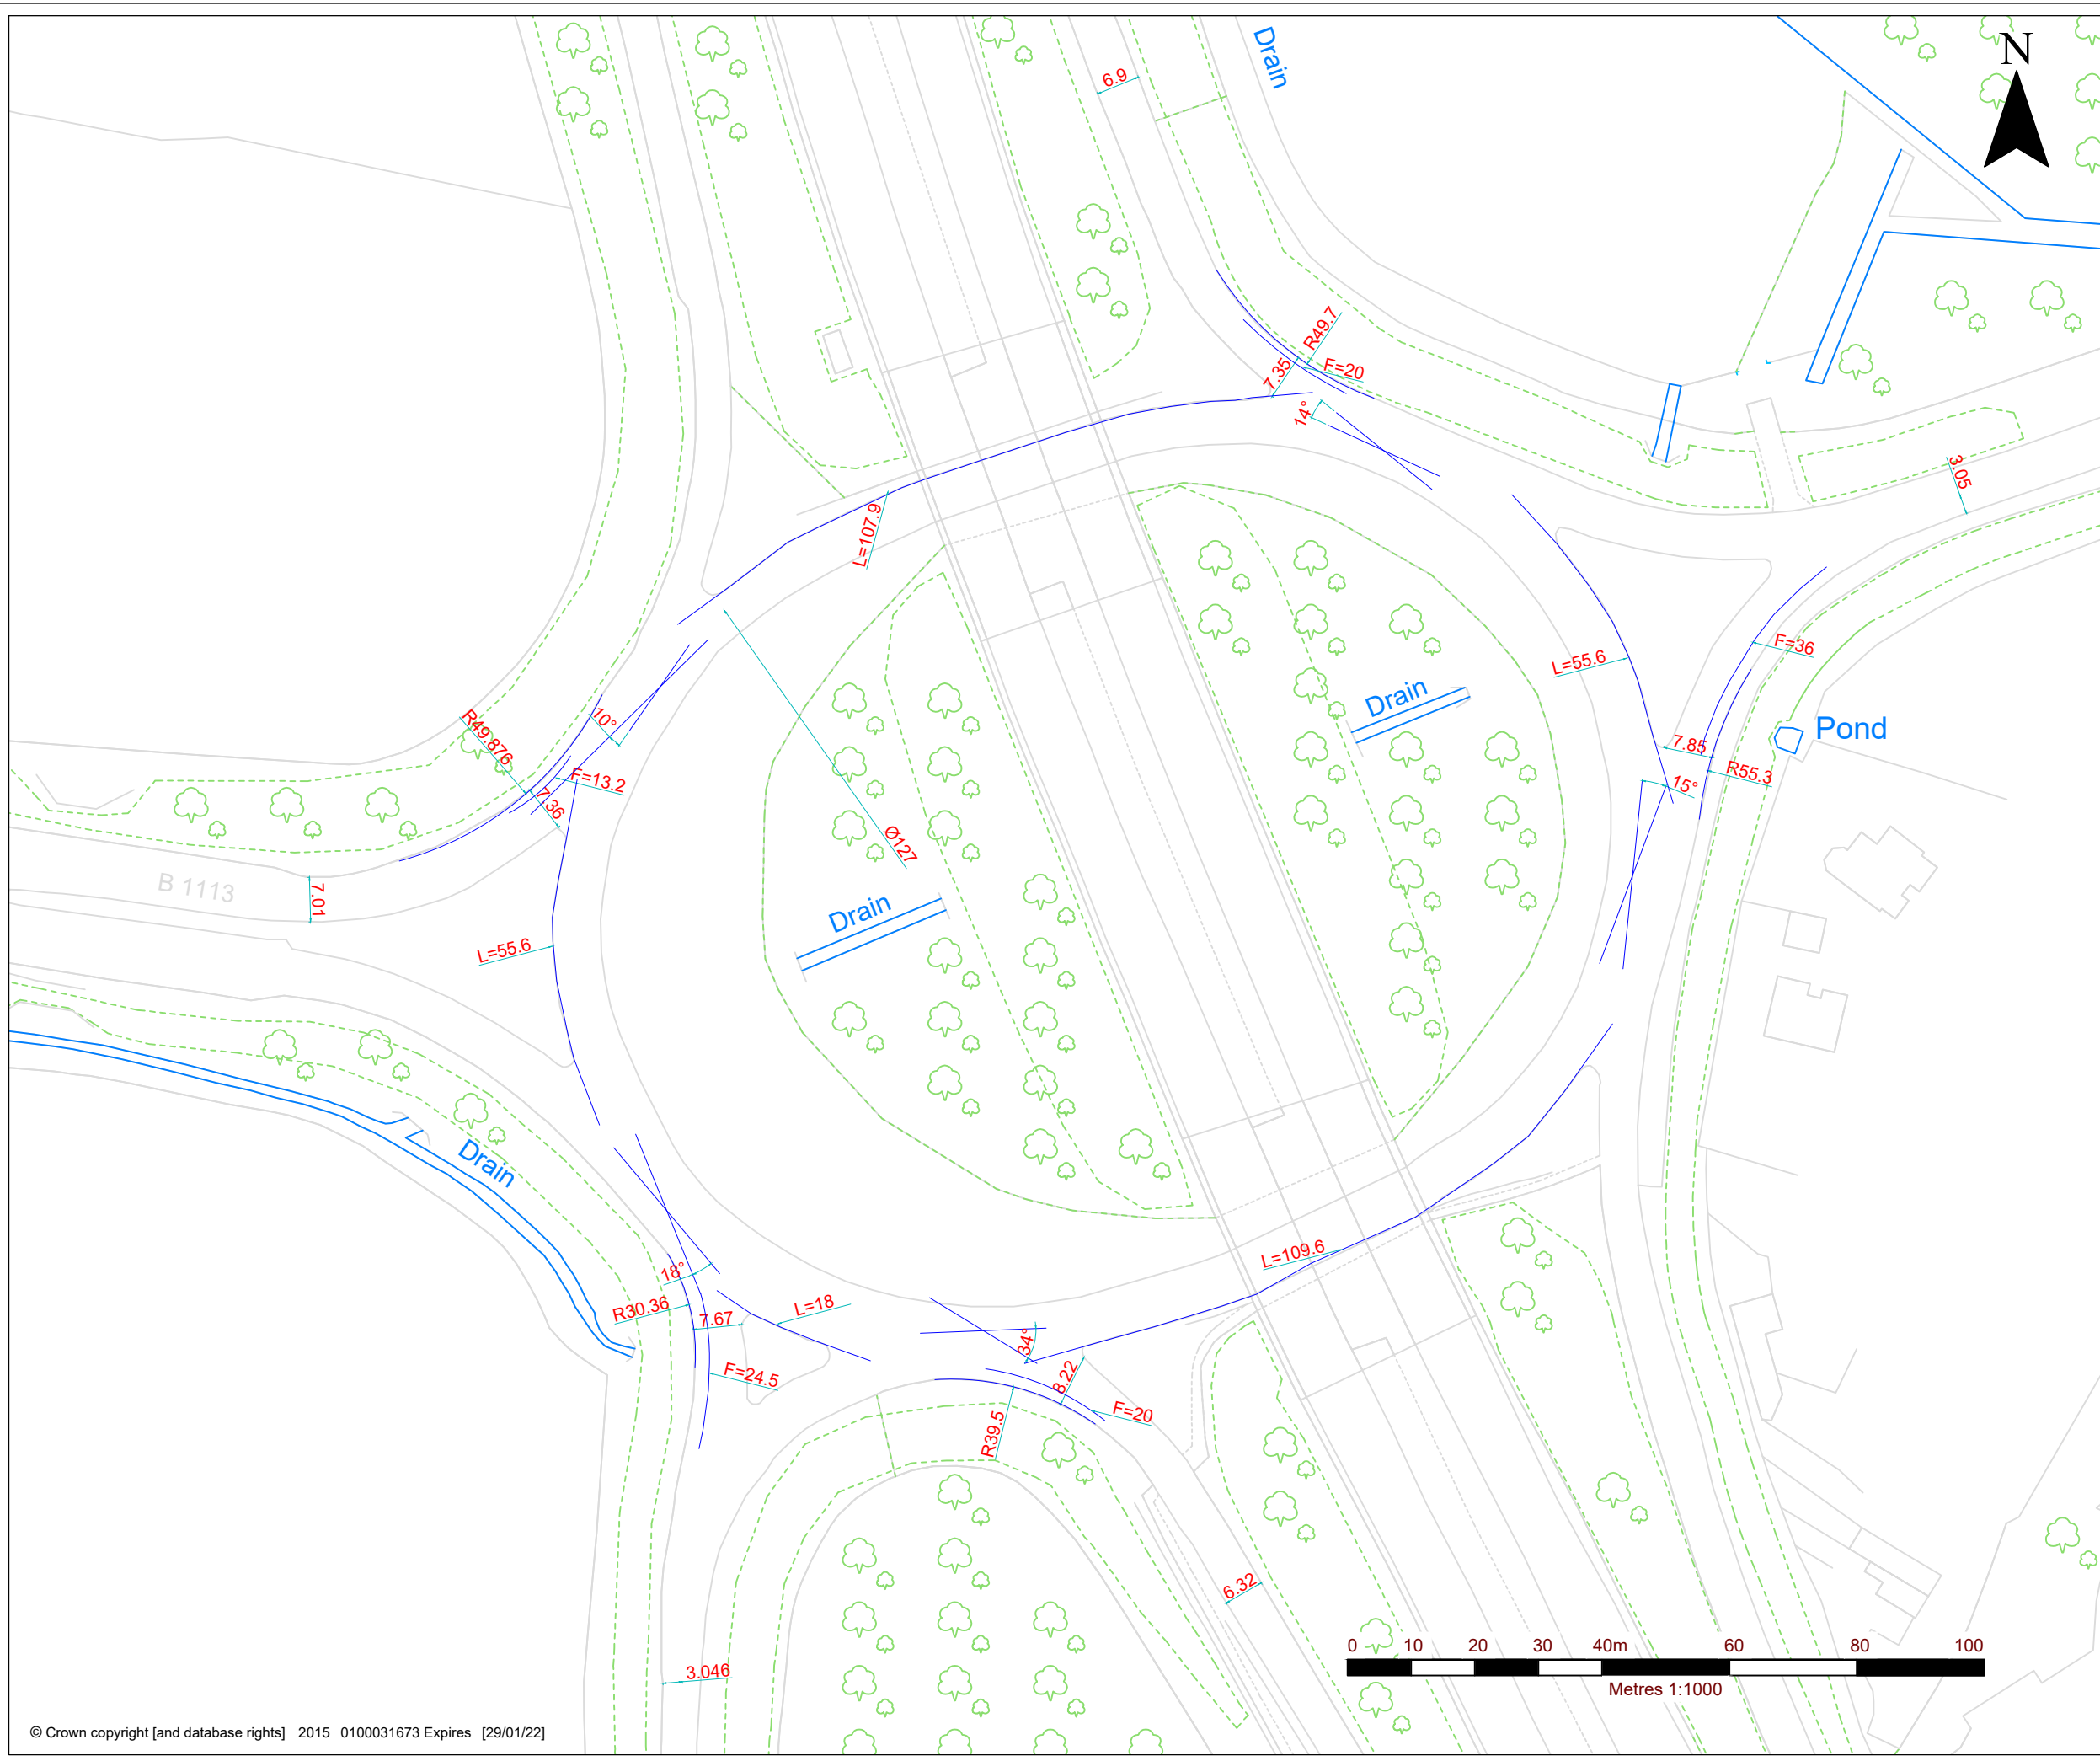 Drain
N
6.9
R49.7
7.35
F=20
14°
3.05
L=107.9
F=36
L=55.6
Drain
Pond
7.85
R55.3
15°
R49.876
10°
F=13.2
7.36
Ø127
B 1113
7.01
Drain
L=55.6
Drain
18°
L=109.6
R30.36
7.67
L=18
34°
8.22
F=24.5
F=20
R39.5
6.32
3.046
0 10 20 30 40m 60 80 100
Metres 1:1000
© Crown copyright [and database rights] 2015 0100031673 Expires [29/01/22]